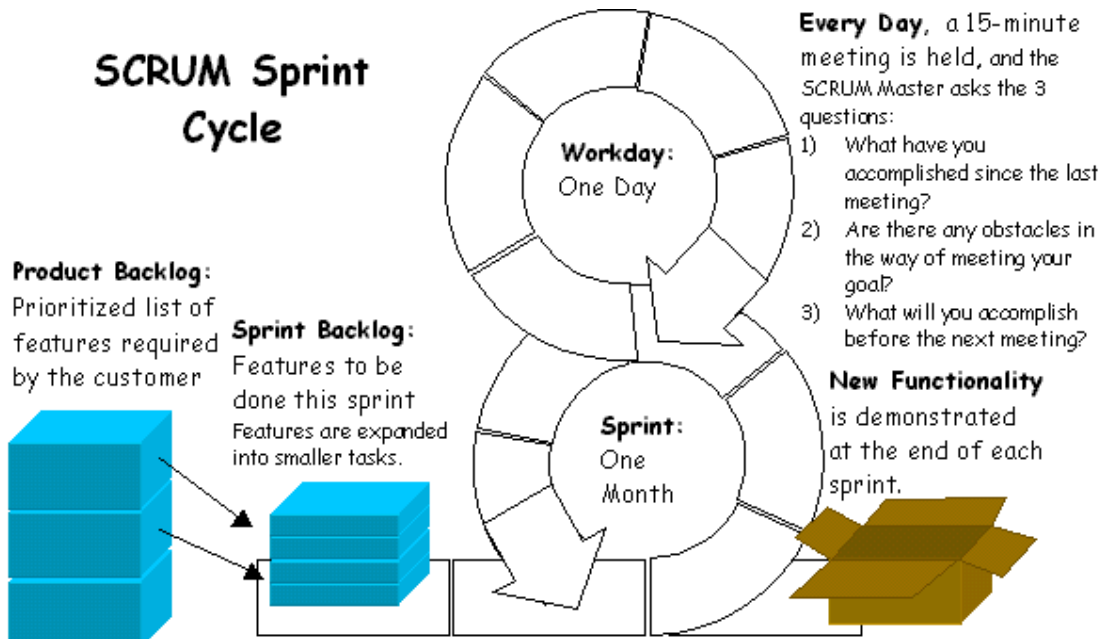 SCRUM Sprint
Cycle
Every Day, a 15-minute
meeting is held, and the
SCRUM Master asks the 3
questions:
1) What have you
accomplished since the last
meeting?
2) Are there any obstacles in
the way of meeting your
goal?
3) What will you accomplish
before the next meeting?
Workday:
One Day
Product Backlog:
Prioritized list of
features required
by the customer
Sprint Backlog:
Features to be
done this sprint
Features are expanded
into smaller tasks.
Sprint:
One
Month
New Functionality
is demonstrated
at the end of each
sprint.